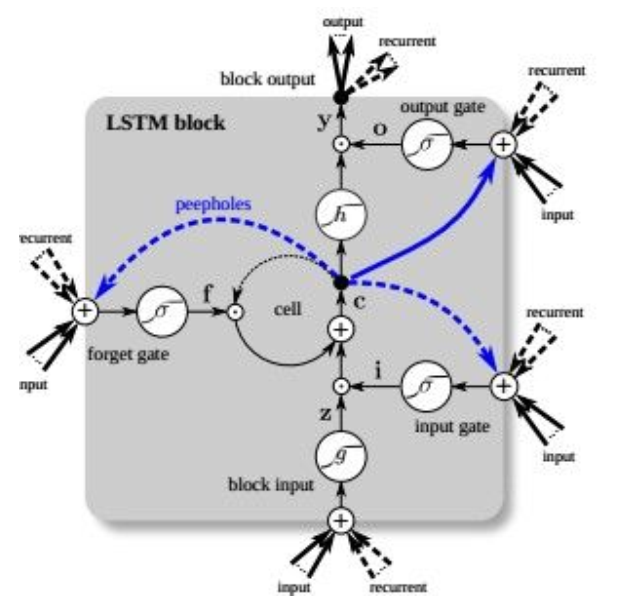 output
recurrent
block output
LSTM block
y
o
output gate
recurrent
σ
input
h
peepholes
recurrent
f
σ
cell
c
forget gate
nput
recurrent
i
σ
input gate
input
z
g
block input
input
recurrent